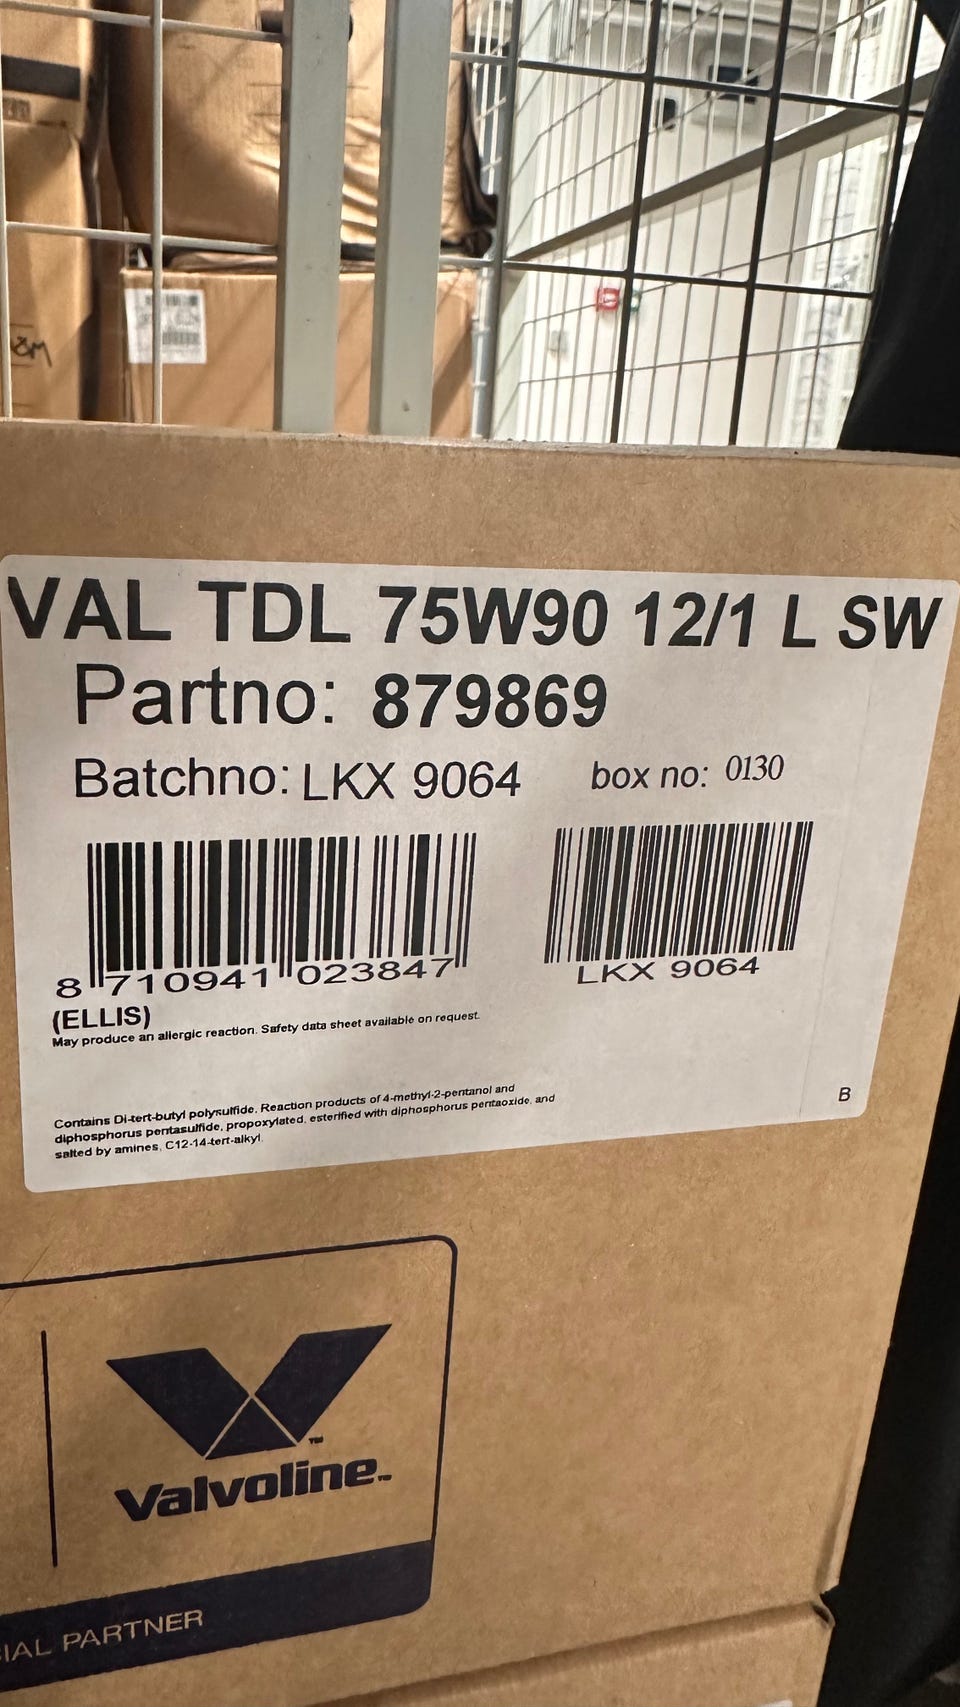 VAL TDL 75W90 12/1 L SW
Partno: 879869
Batchno: LKX 9064 box no: 0130
8 710941 023847
LKX 9064
(ELLIS)
May produce an allergic reaction. Safety data sheet available on request.
Contains Di-tert-butyl polysulfide, Reaction products of 4-methyl-2-pentanol and
diphosphorus pentasulfide, propoxylated, esterified with diphosphorus pentaoxide, and
salted by amines, C12-14-tert-alkyl.
B
Valvoline™
PARTNER